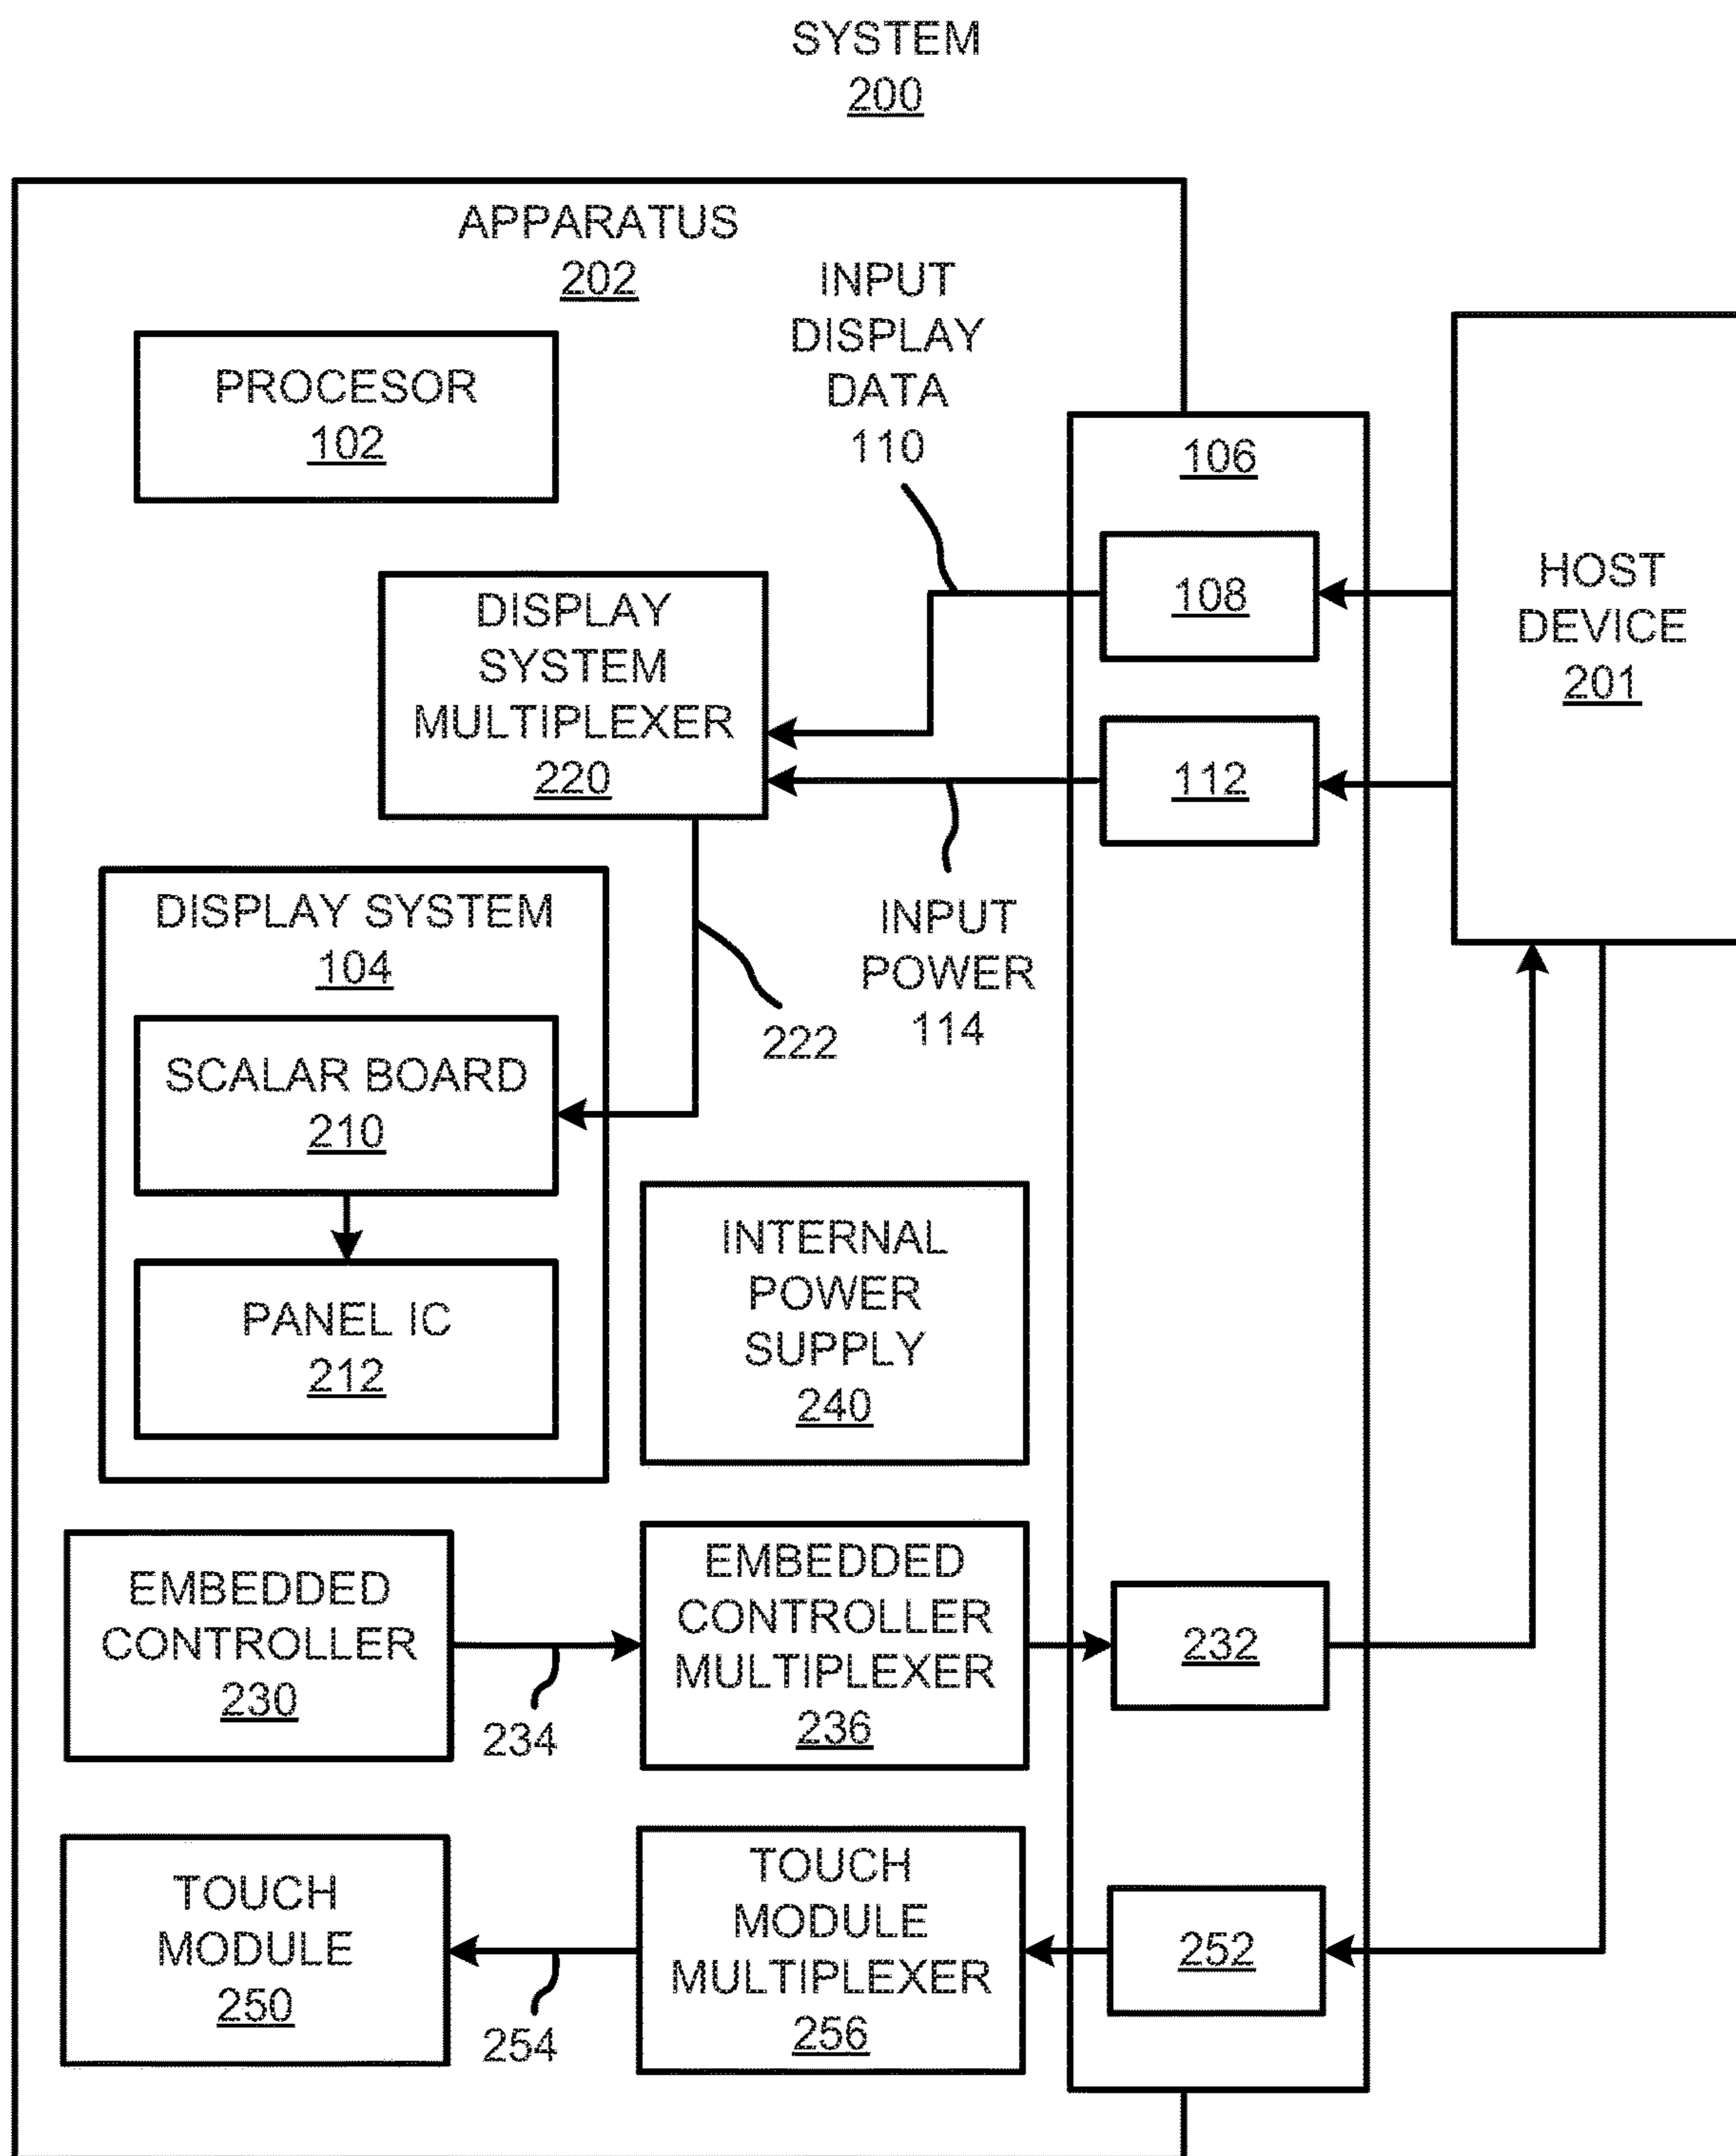 SYSTEM
200
APPARATUS
202
INPUT
DISPLAY
DATA
110
PROCESOR
102
106
108
HOST
DEVICE
201
DISPLAY
SYSTEM
MULTIPLEXER
220
112
INPUT
POWER
114
222
DISPLAY SYSTEM
104
SCALAR BOARD
210
PANEL IC
212
INTERNAL
POWER
SUPPLY
240
EMBEDDED
CONTROLLER
230
234
EMBEDDED
CONTROLLER
MULTIPLEXER
236
232
TOUCH
MODULE
250
254
TOUCH
MODULE
MULTIPLEXER
256
252